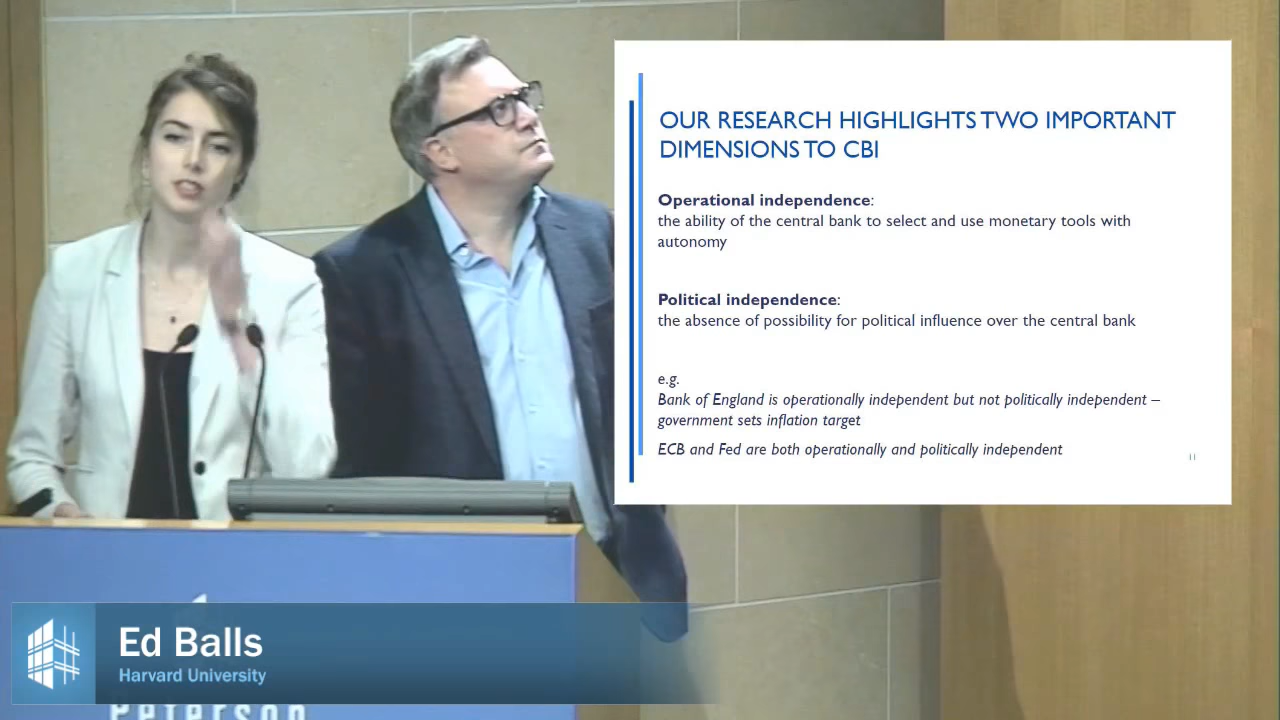 OUR RESEARCH HIGHLIGHTS TWO IMPORTANT
DIMENSIONS TO CBI
Operational independence:
the ability of the central bank to select and use monetary tools with
autonomy
Political independence:
the absence of possibility for political influence over the central bank
e.g.
Bank of England is operationally independent but not politically independent –
government sets inflation target
ECB and Fed are both operationally and politically independent
11
Ed Balls
Harvard University
Peterson